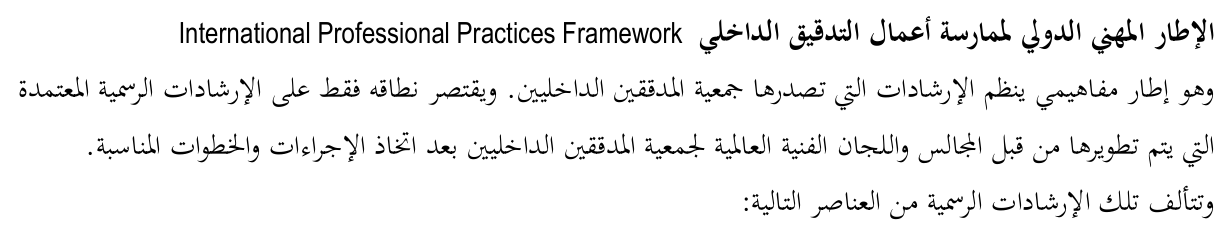 الإطار المهني الدولي لممارسة أعمال التدقيق الداخلي International Professional Practices Framework
وهو إطار مفاهيمي ينظم الإرشادات التي تصدرها جمعية المدققين الداخليين. ويقتصر نطاقه فقط على الإرشادات الرسمية المعتمدة
التي يتم تطويرها من قبل المجالس واللجان الفنية العالمية لجمعية المدققين الداخليين بعد اتخاذ الإجراءات والخطوات المناسبة.
وتتألف تلك الإرشادات الرسمية من العناصر التالية: